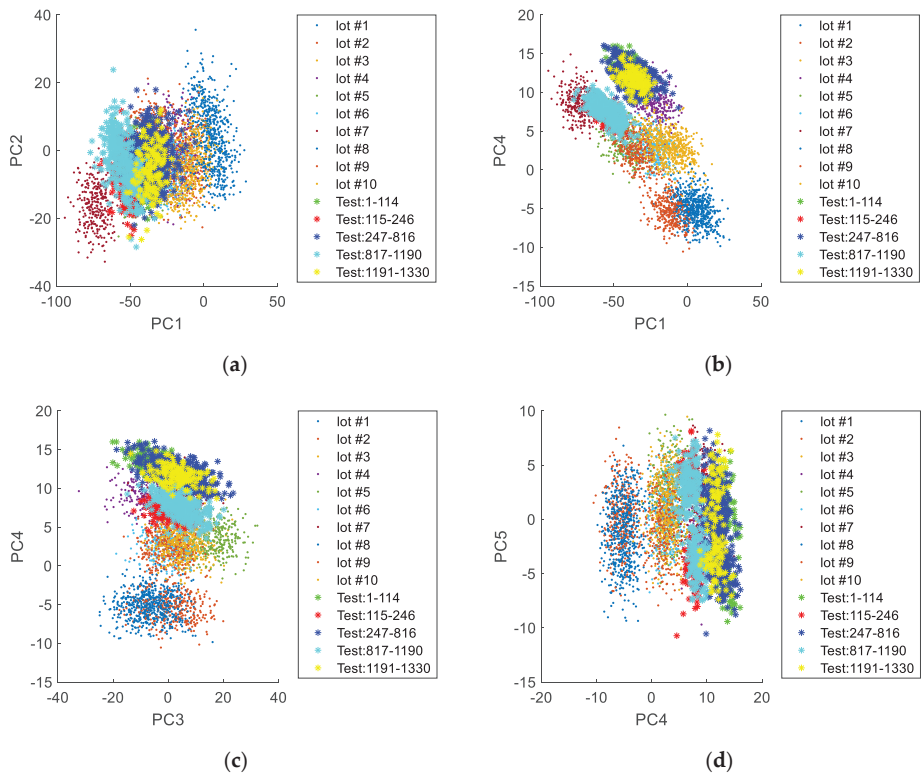 40
20
0
-20
-40
-100
-50
0
50
PC2
PC1
lot #1
lot #2
lot #3
lot #4
lot #5
lot #6
lot #7
lot #8
lot #9
lot #10
Test:1-114
Test:115-246
Test:247-816
Test:817-1190
Test:1191-1330
(a)
20
15
10
5
0
-5
-10
-15
-100
-50
0
50
PC4
PC1
lot #1
lot #2
lot #3
lot #4
lot #5
lot #6
lot #7
lot #8
lot #9
lot #10
Test:1-114
Test:115-246
Test:247-816
Test:817-1190
Test:1191-1330
(b)
20
15
10
5
0
-5
-10
-15
-40
-20
0
20
40
PC4
PC3
lot #1
lot #2
lot #3
lot #4
lot #5
lot #6
lot #7
lot #8
lot #9
lot #10
Test:1-114
Test:115-246
Test:247-816
Test:817-1190
Test:1191-1330
(c)
10
5
0
-5
-10
-15
-20
-10
0
10
20
PC5
PC4
lot #1
lot #2
lot #3
lot #4
lot #5
lot #6
lot #7
lot #8
lot #9
lot #10
Test:1-114
Test:115-246
Test:247-816
Test:817-1190
Test:1191-1330
(d)